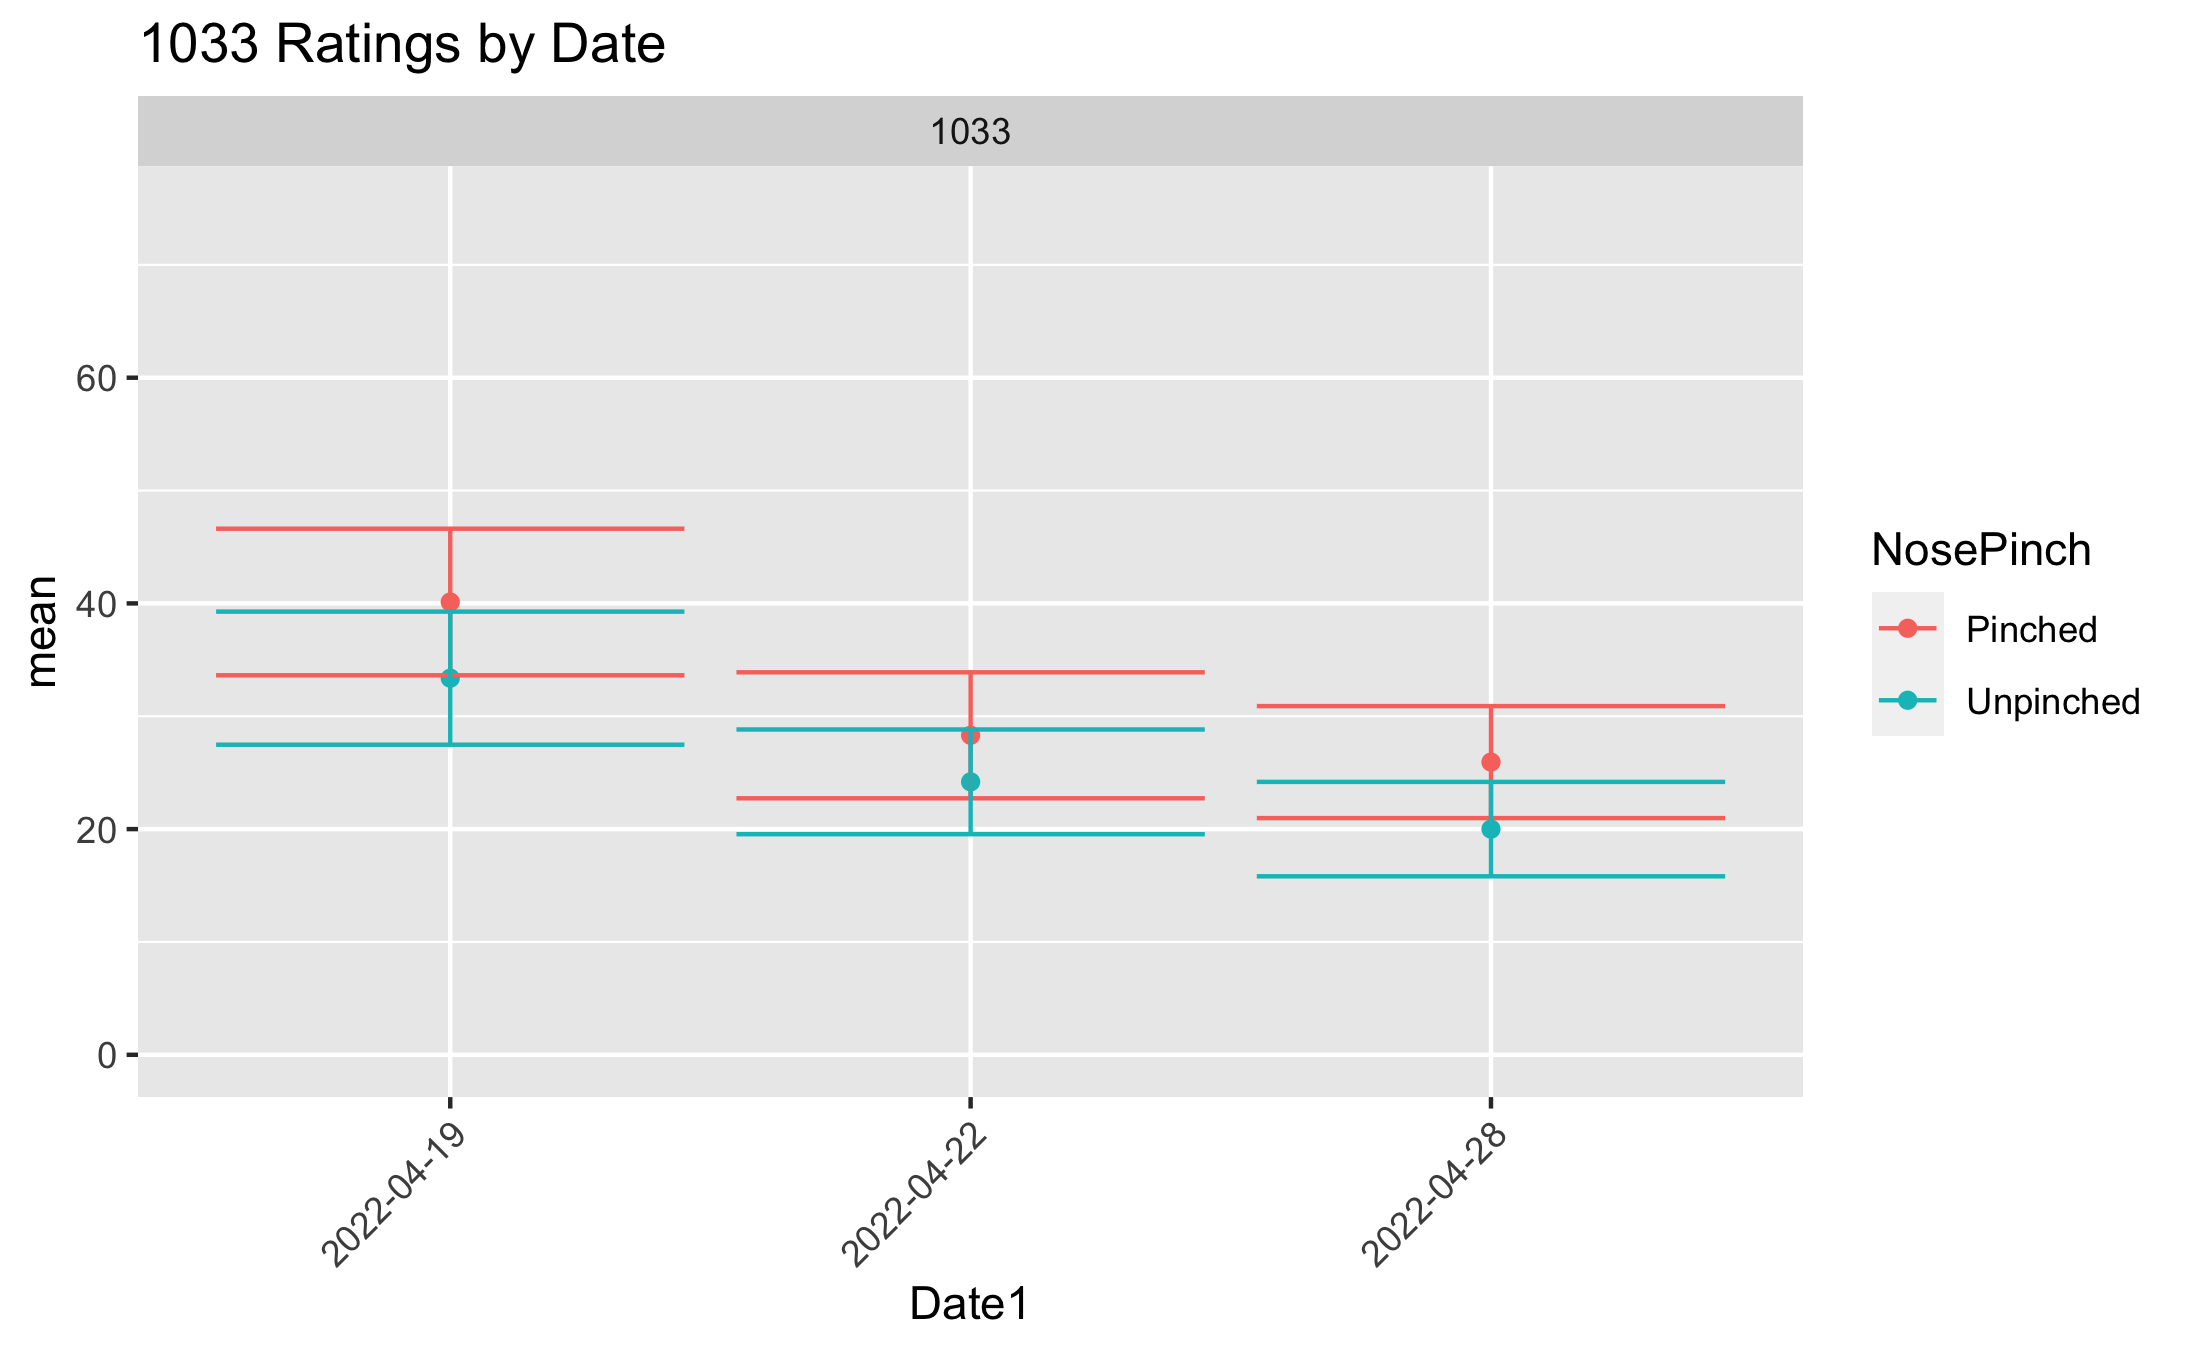 1033 Ratings by Date
1033
mean
60
40
20
0
2022-04-19
2022-04-22
2022-04-28
Date1
NosePinch
Pinched
Unpinched